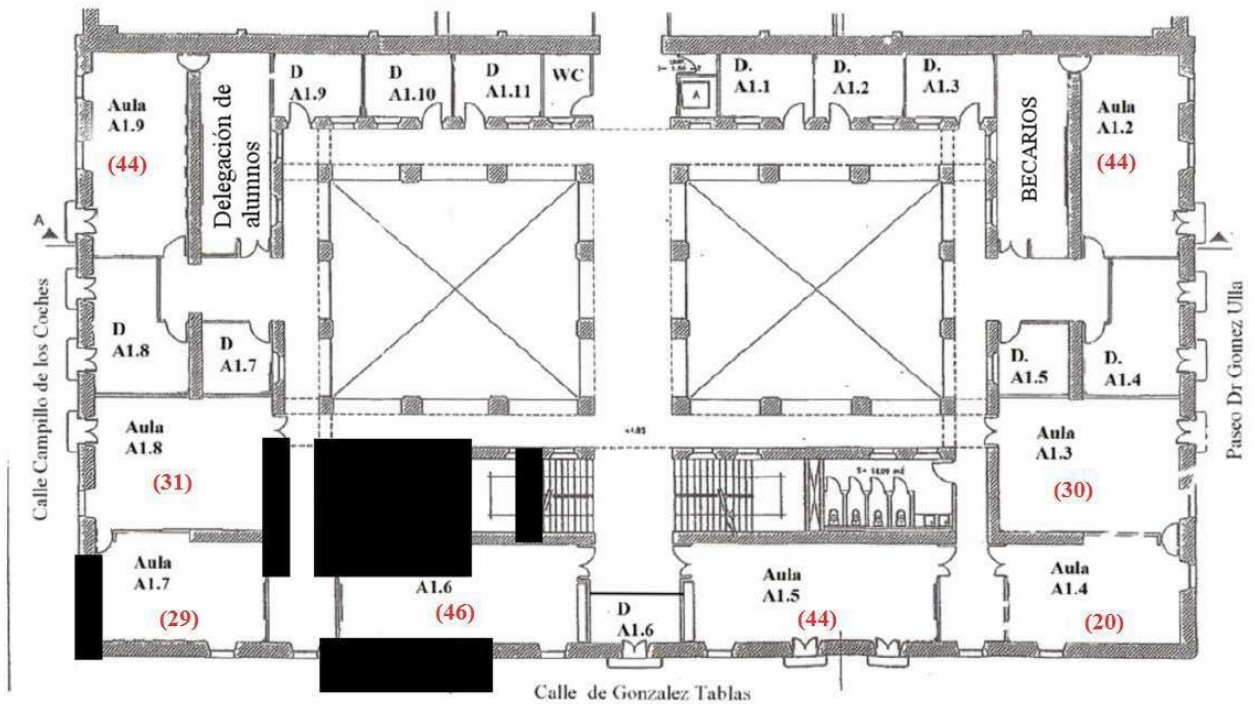 D
A1.9
D
A1.10
D
A1.11
WC
A
D.
A1.1
D.
A1.2
D.
A1.3
Aula
A1.9
(44)
Delegación de
alumnos
BECARIOS
Aula
A1.2
(44)
A
D
A1.8
D
A1.7
D.
A1.5
D.
A1.4
Calle Campillo de los Coches
Paseo Dr Gomez Ulla
Aula
A1.8
(31)
Aula
A1.3
(30)
S= 14.09 m2
Aula
A1.7
(29)
A1.6
(46)
D
A1.6
Aula
A1.5
(44)
Aula
A1.4
(20)
Calle de Gonzalez Tablas